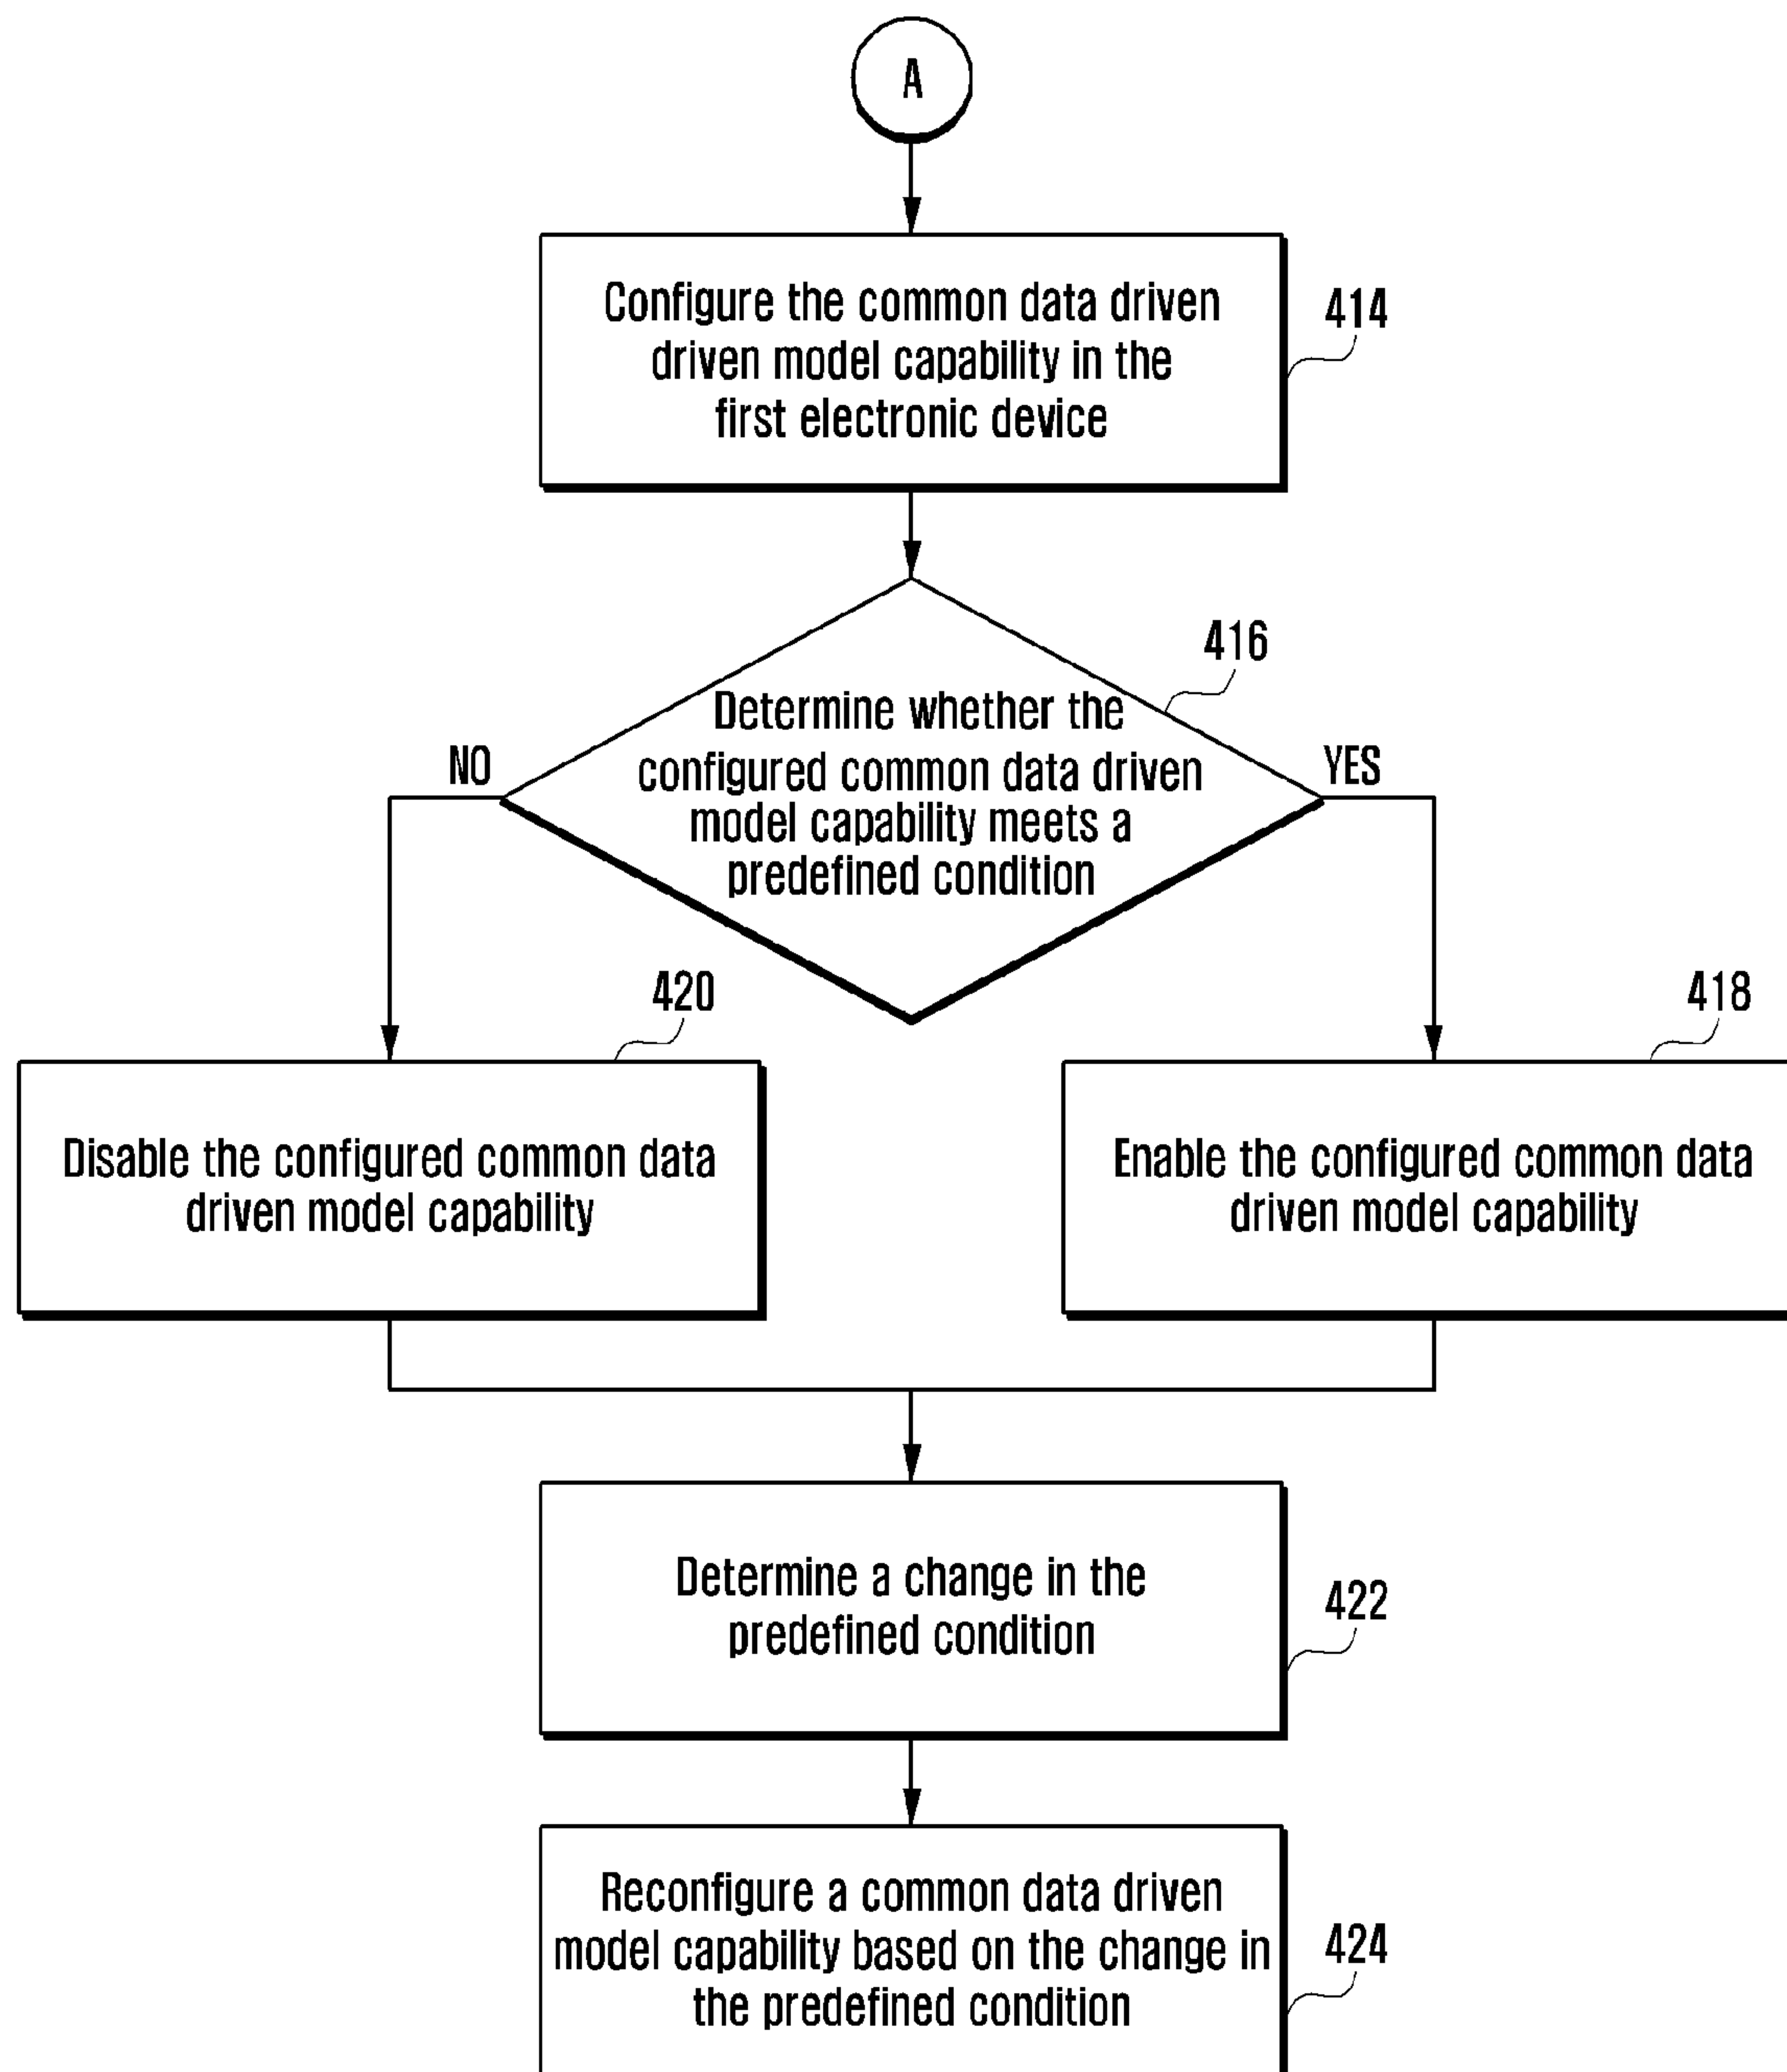 A
Configure the common data driven
driven model capability in the
first electronic device
414
416
Determine whether the
configured common data driven
model capability meets a
predefined condition
NO
YES
420
418
Disable the configured common data
driven model capability
Enable the configured common data
driven model capability
Determine a change in the
predefined condition
422
Reconfigure a common data driven
model capability based on the change in
the predefined condition
424